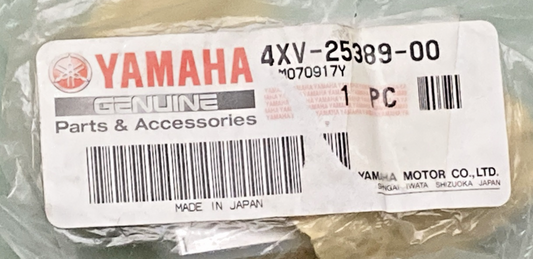 YAMAHA
GENUINE
Parts & Accessories
4XV-25389-00
M070917Y
1 PC
MADE IN JAPAN
YAMAHA MOTOR CO.,LTD.
SHINGAI, IWATA SHIZUOKA JAPAN